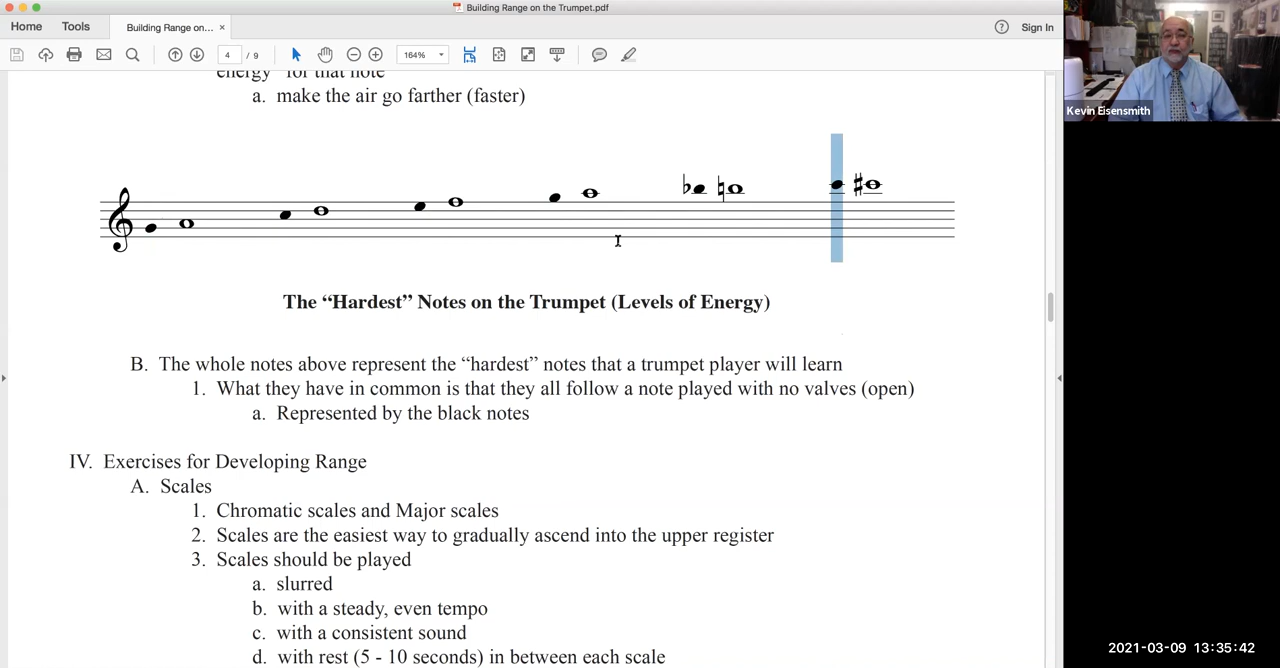 Building Range on the Trumpet.pdf
Home Tools Building Range on... × ? Sign In
4 / 9 164%
energy" for that note
a. make the air go farther (faster)
The “Hardest” Notes on the Trumpet (Levels of Energy)
B. The whole notes above represent the “hardest” notes that a trumpet player will learn
1. What they have in common is that they all follow a note played with no valves (open)
a. Represented by the black notes
IV. Exercises for Developing Range
A. Scales
1. Chromatic scales and Major scales
2. Scales are the easiest way to gradually ascend into the upper register
3. Scales should be played
a. slurred
b. with a steady, even tempo
c. with a consistent sound
d. with rest (5 - 10 seconds) in between each scale
Kevin Eisensmith
2021-03-09 13:35:42